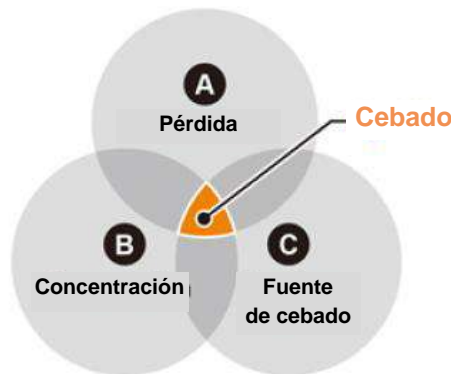 A
Pérdida
Cebado
B
Concentración
C
Fuente
de cebado